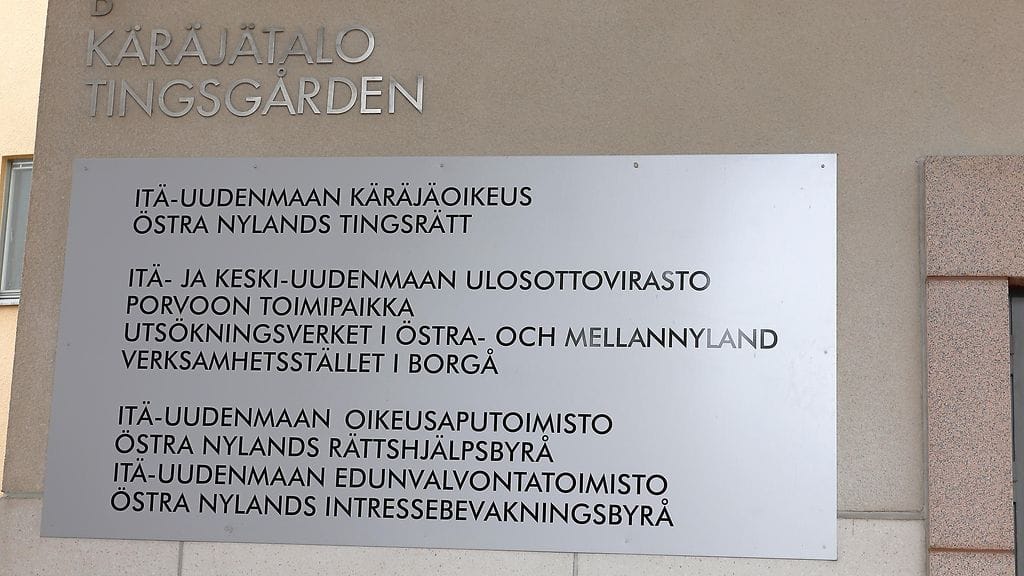 B
KÄRÄJÄTALO
TINGSGÅRDEN
ITÄ-UUDENMAAN KÄRÄJÄOIKEUS
ÖSTRA NYLANDS TINGSRÄTT
ITÄ- JA KESKI-UUDENMAAN ULOSOTTOVIRASTO
PORVOON TOIMIPAIKKA
UTSÖKNINGSVERKET I ÖSTRA- OCH MELLANNYLAND
VERKSAMHETSSTÄLLET I BORGÅ
ITÄ-UUDENMAAN OIKEUSAPUTOIMISTO
ÖSTRA NYLANDS RÄTTSHJÄLPSBYRÅ
ITÄ-UUDENMAAN EDUNVALVONTATOIMISTO
ÖSTRA NYLANDS INTRESSEBEVAKNINGSBYRÅ